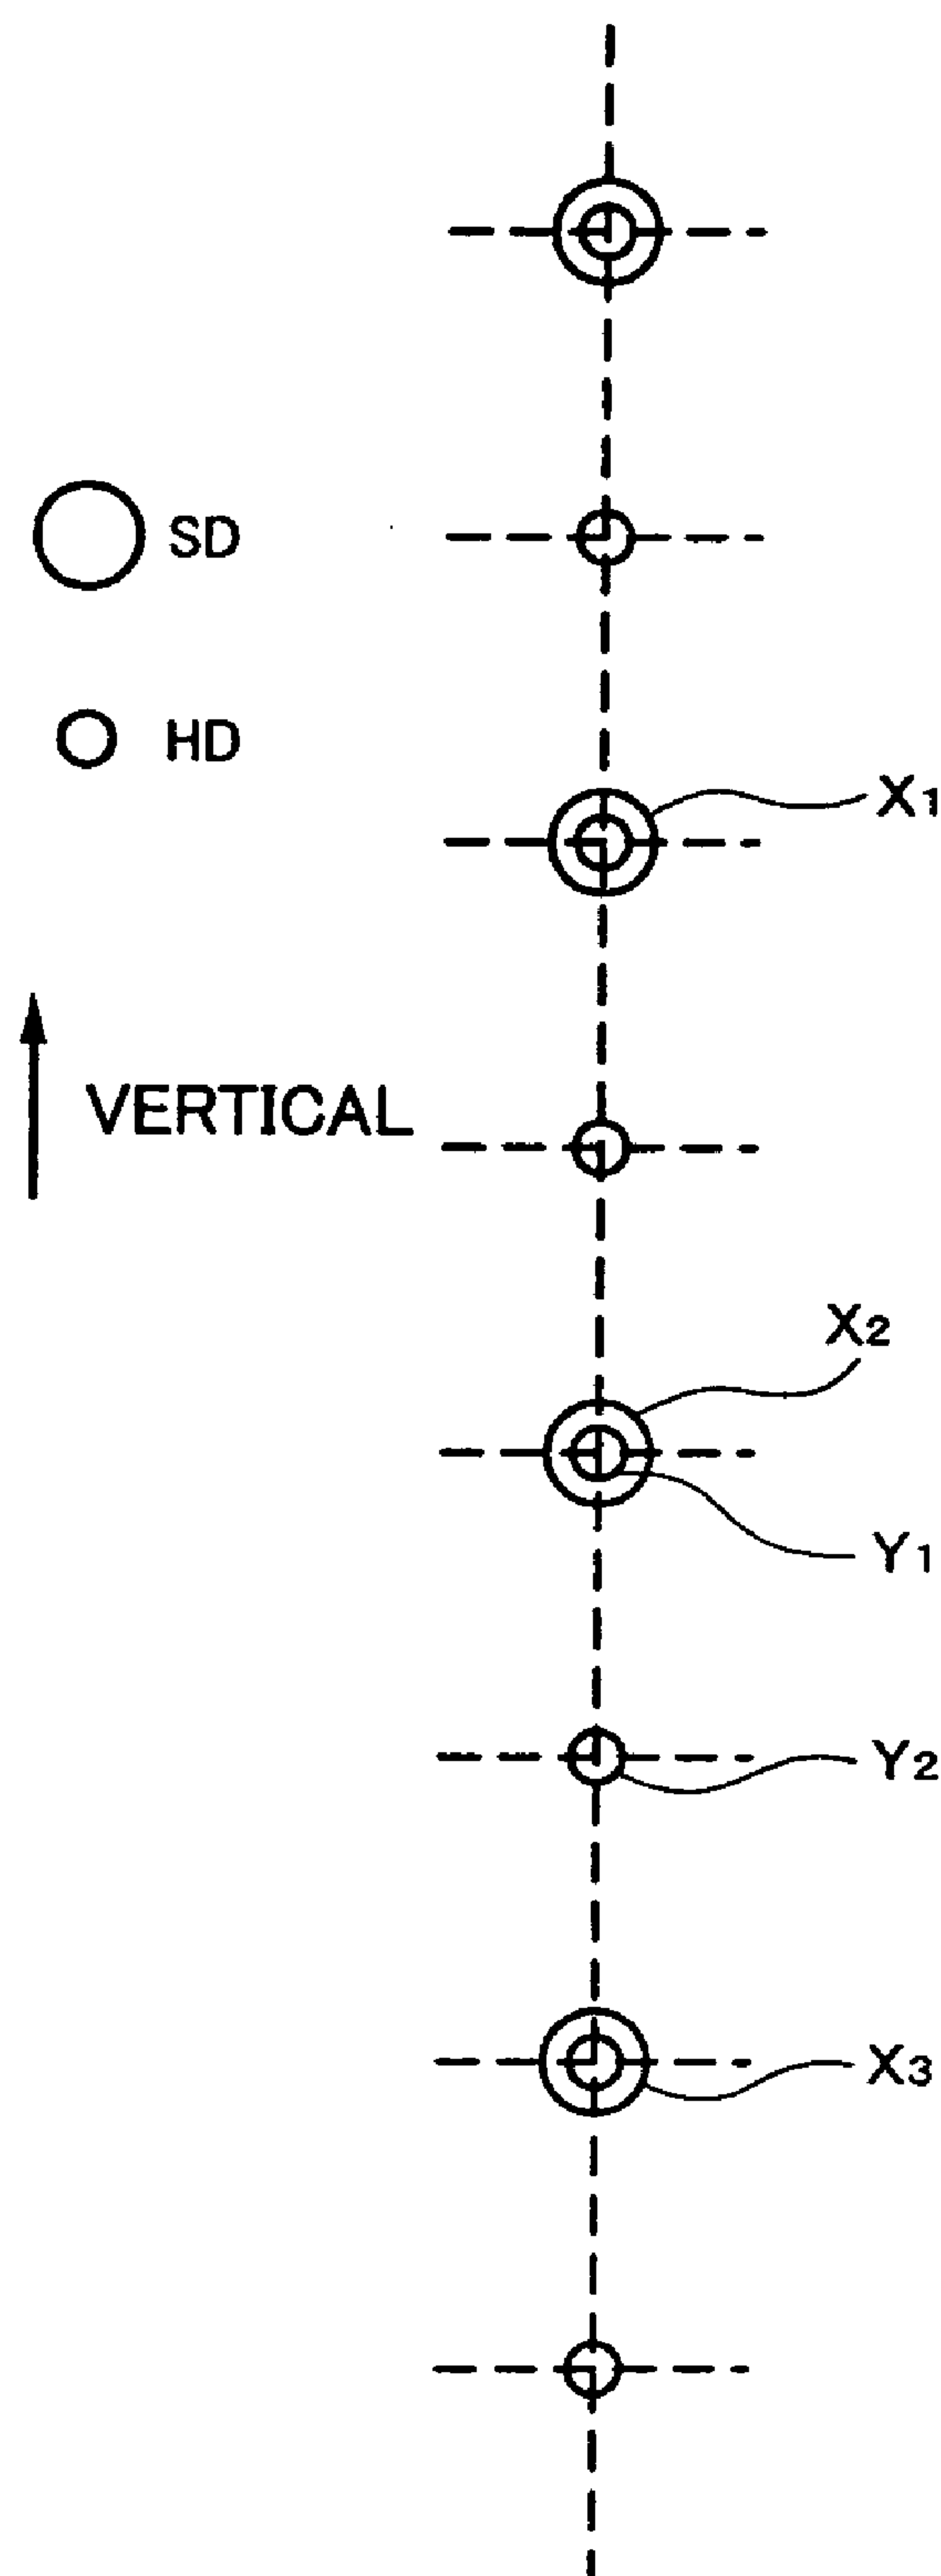 SD
HD
X1
VERTICAL
X2
Y1
Y2
X3